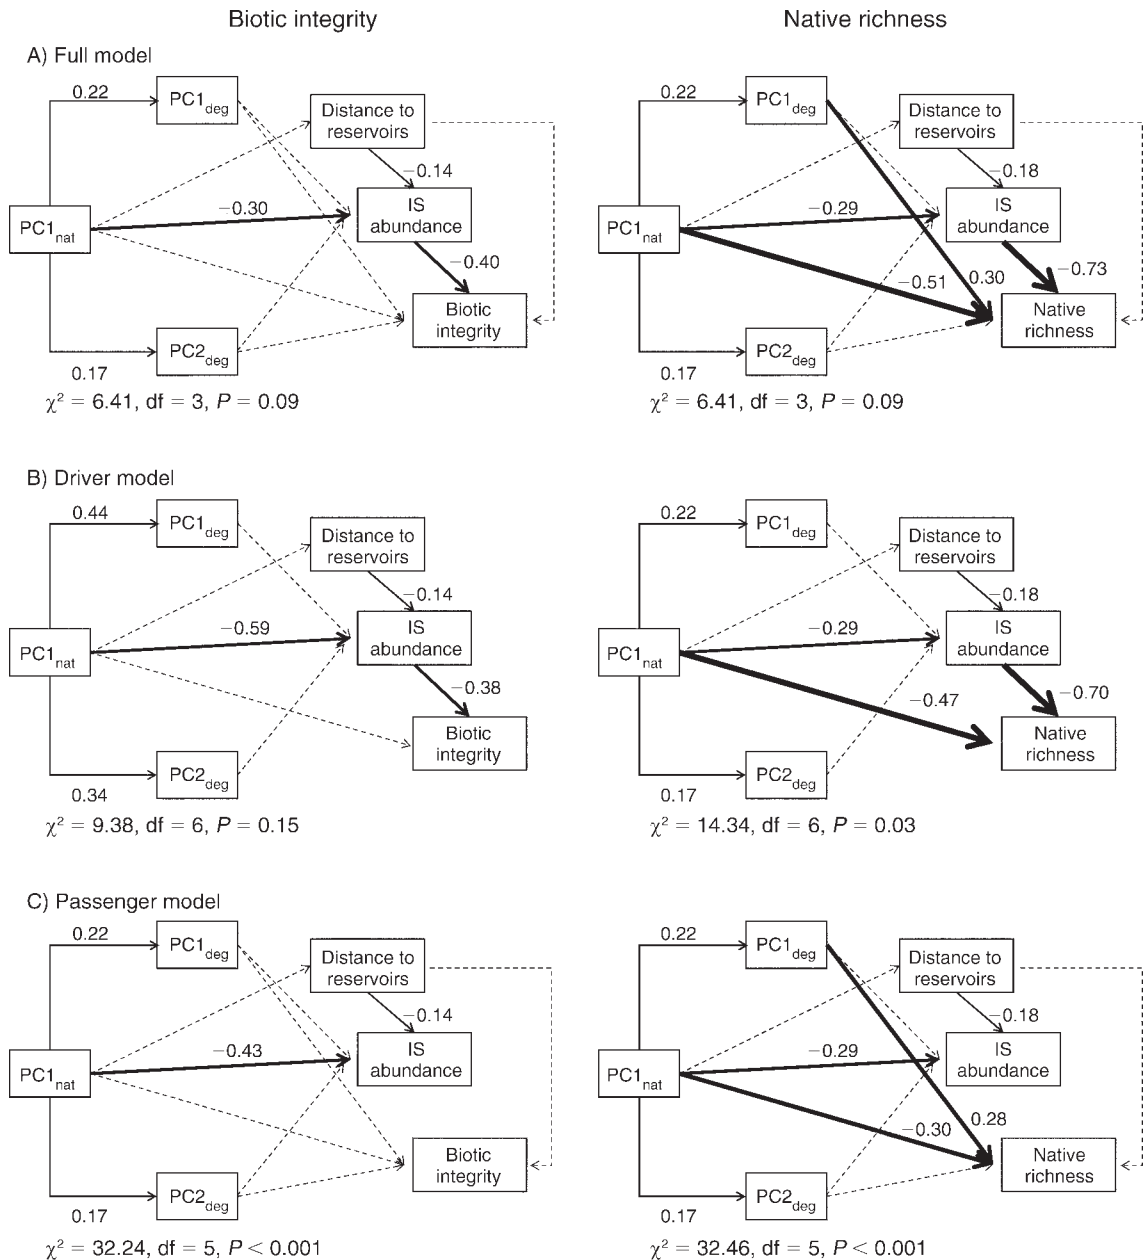 Biotic integrity
Native richness
A) Full model
0.22
PC1deg
Distance to
reservoirs
−0.14
−0.30
IS
abundance
PC1nat
−0.40
Biotic
integrity
PC2deg
0.17
χ² = 6.41, df = 3, P = 0.09
0.22
PC1deg
Distance to
reservoirs
−0.18
−0.29
IS
abundance
PC1nat
−0.51
0.30
−0.73
Native
richness
PC2deg
0.17
χ² = 6.41, df = 3, P = 0.09
B) Driver model
0.44
PC1deg
Distance to
reservoirs
−0.14
−0.59
IS
abundance
PC1nat
−0.38
Biotic
integrity
PC2deg
0.34
χ² = 9.38, df = 6, P = 0.15
0.22
PC1deg
Distance to
reservoirs
−0.18
−0.29
IS
abundance
PC1nat
−0.47
−0.70
Native
richness
PC2deg
0.17
χ² = 14.34, df = 6, P = 0.03
C) Passenger model
0.22
PC1deg
Distance to
reservoirs
−0.14
−0.43
IS
abundance
PC1nat
Biotic
integrity
PC2deg
0.17
χ² = 32.24, df = 5, P < 0.001
0.22
PC1deg
Distance to
reservoirs
−0.18
−0.29
IS
abundance
PC1nat
−0.30
0.28
Native
richness
PC2deg
0.17
χ² = 32.46, df = 5, P < 0.001